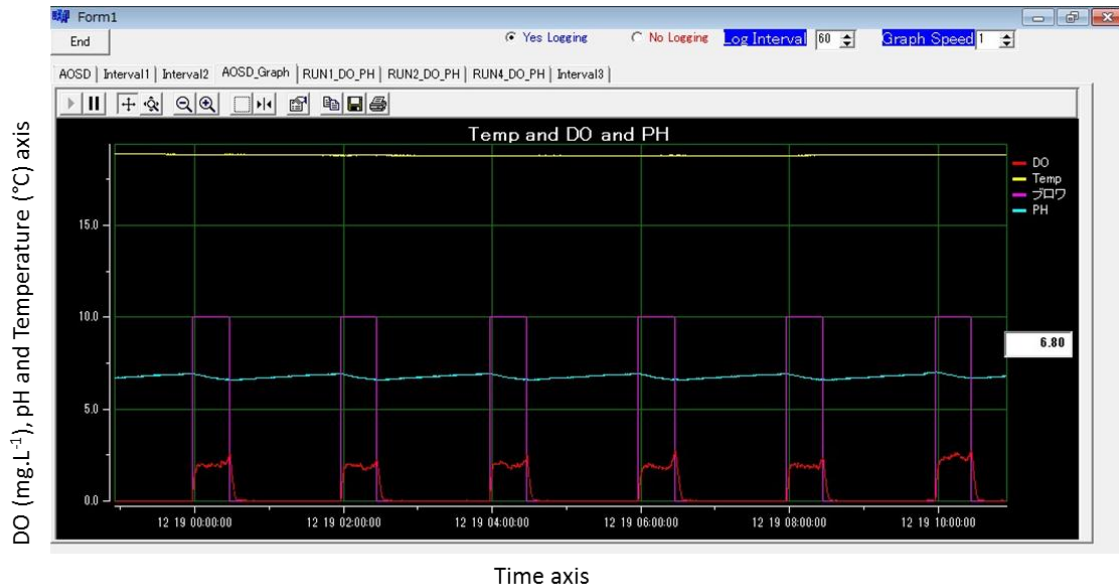 Form1
End
Yes Logging No Logging Log Interval 60 Graph Speed 1
AOSD Interval1 Interval2 AOSD_Graph RUN1_DO_PH RUN2_DO_PH RUN4_DO_PH Interval3
Temp and DO and PH
DO (mg.L-1), pH and Temperature (°C) axis
15.0
10.0
5.0
0.0
DO
Temp
ブロワ
PH
6.80
12 19 00:00:00 12 19 02:00:00 12 19 04:00:00 12 19 06:00:00 12 19 08:00:00 12 19 10:00:00
Time axis